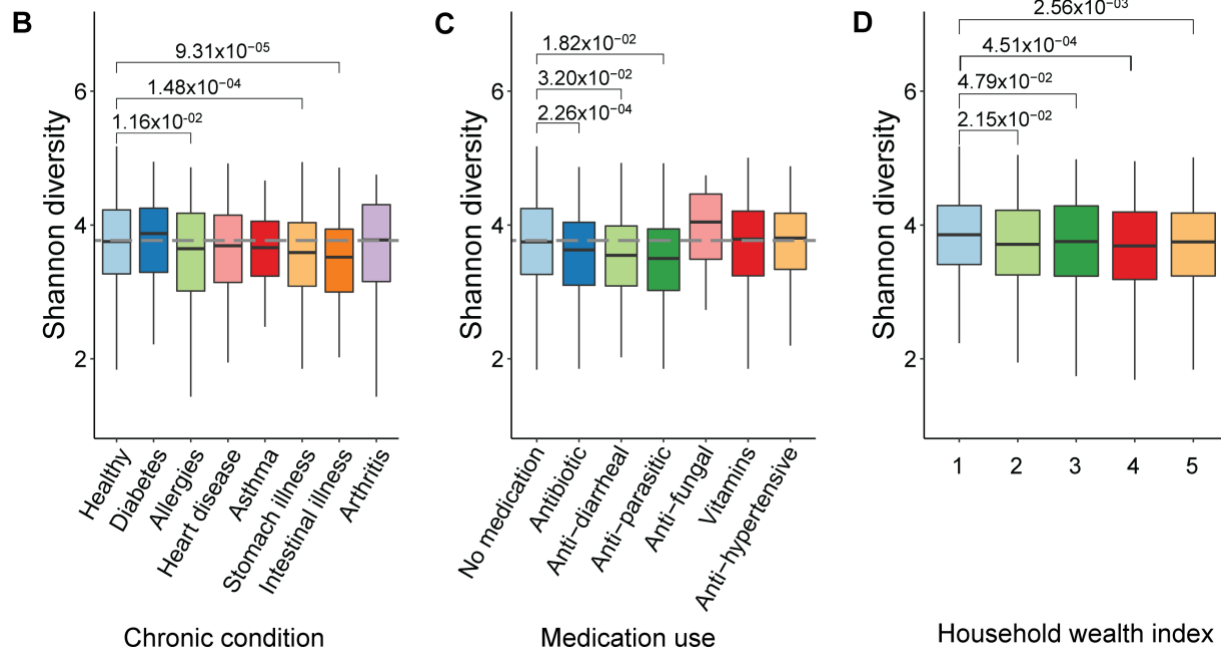 B
9.31x10⁻⁰⁵
1.48x10⁻⁰⁴
1.16x10⁻⁰²
6
4
2
Shannon diversity
Healthy
Diabetes
Allergies
Heart disease
Asthma
Stomach illness
Intestinal illness
Arthritis
Chronic condition
C
1.82x10⁻⁰²
3.20x10⁻⁰²
2.26x10⁻⁰⁴
6
4
2
Shannon diversity
No medication
Antibiotic
Anti−diarrheal
Anti−parasitic
Anti−fungal
Vitamins
Anti−hypertensive
Medication use
D
2.56x10⁻⁰³
4.51x10⁻⁰⁴
4.79x10⁻⁰²
2.15x10⁻⁰²
6
4
2
Shannon diversity
1 2 3 4 5
Household wealth index